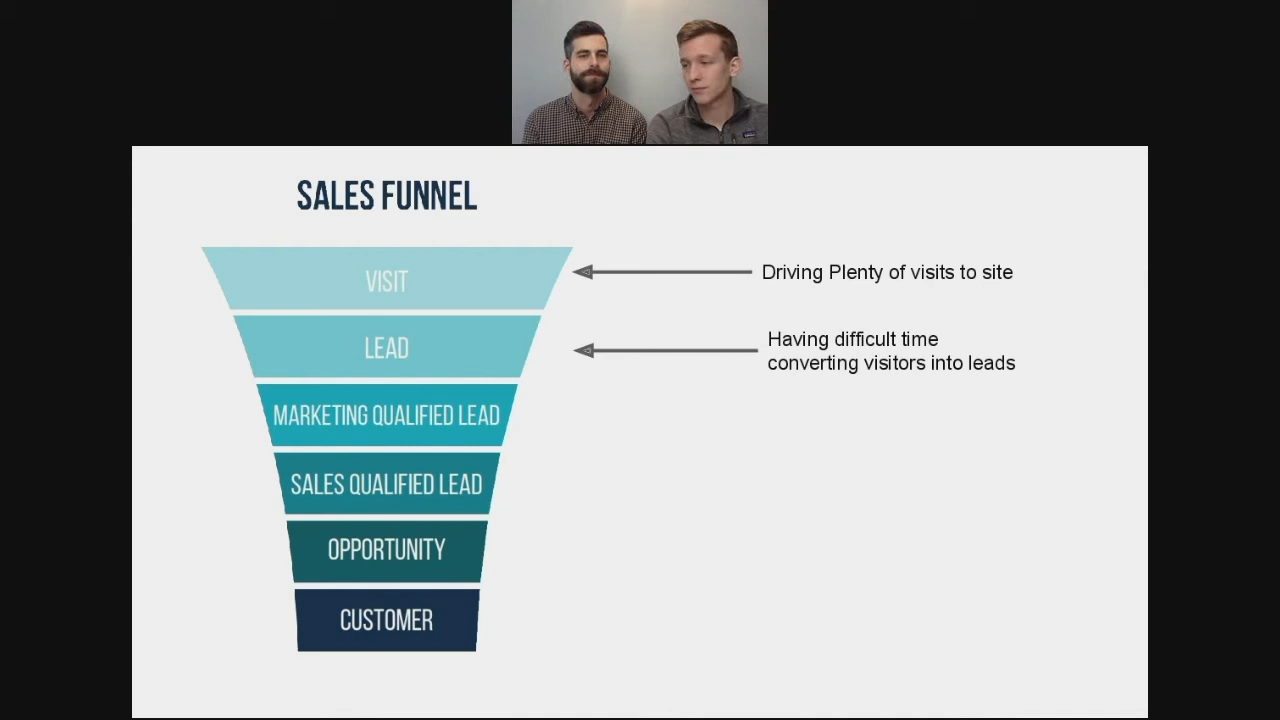 SALES FUNNEL
VISIT
Driving Plenty of visits to site
LEAD
Having difficult time
converting visitors into leads
MARKETING QUALIFIED LEAD
SALES QUALIFIED LEAD
OPPORTUNITY
CUSTOMER